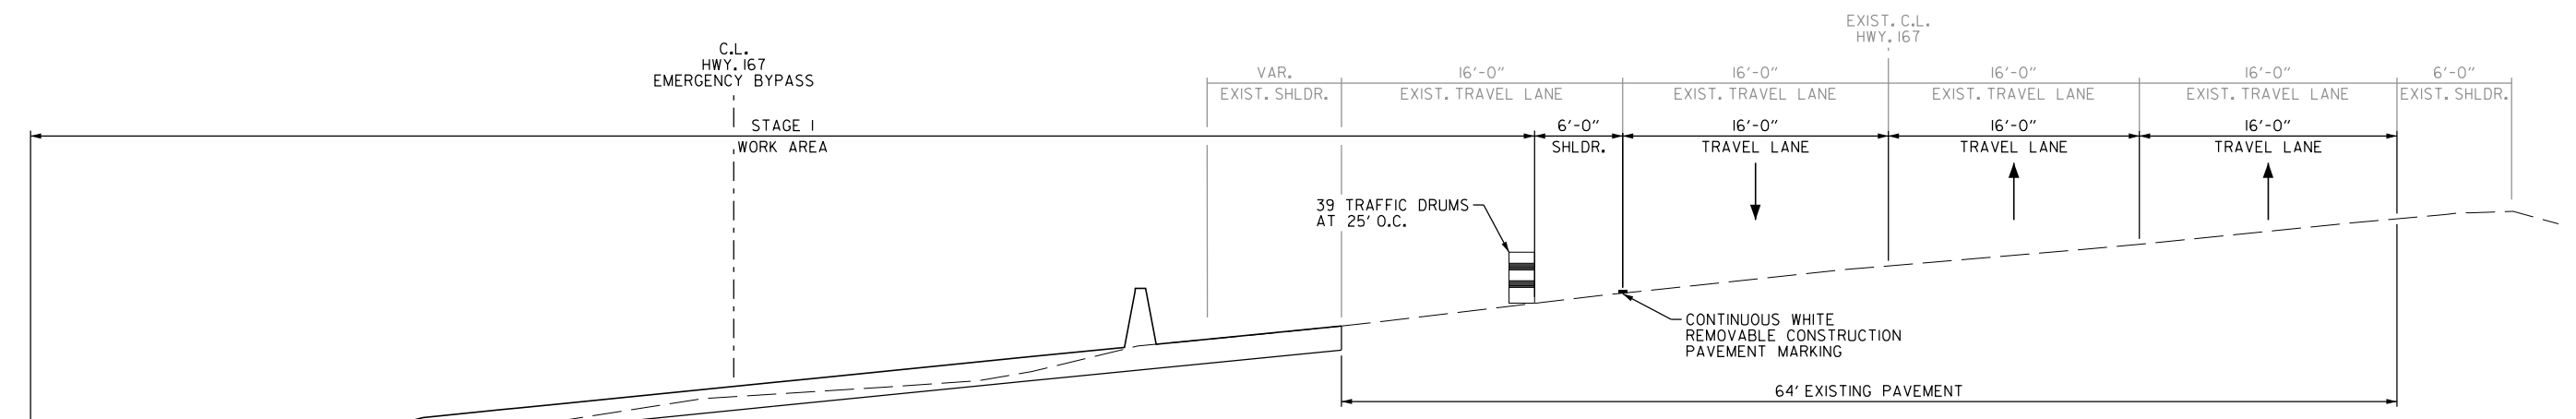 EXIST. C.L.
HWY. 167
C.L.
HWY. 167
EMERGENCY BYPASS
VAR.
EXIST. SHLDR.
16'-0"
EXIST. TRAVEL LANE
16'-0"
EXIST. TRAVEL LANE
16'-0"
EXIST. TRAVEL LANE
16'-0"
EXIST. TRAVEL LANE
6'-0"
EXIST. SHLDR.
STAGE 1
WORK AREA
6'-0"
SHLDR.
16'-0"
TRAVEL LANE
16'-0"
TRAVEL LANE
16'-0"
TRAVEL LANE
39 TRAFFIC DRUMS
AT 25' O.C.
CONTINUOUS WHITE
REMOVABLE CONSTRUCTION
PAVEMENT MARKING
64' EXISTING PAVEMENT